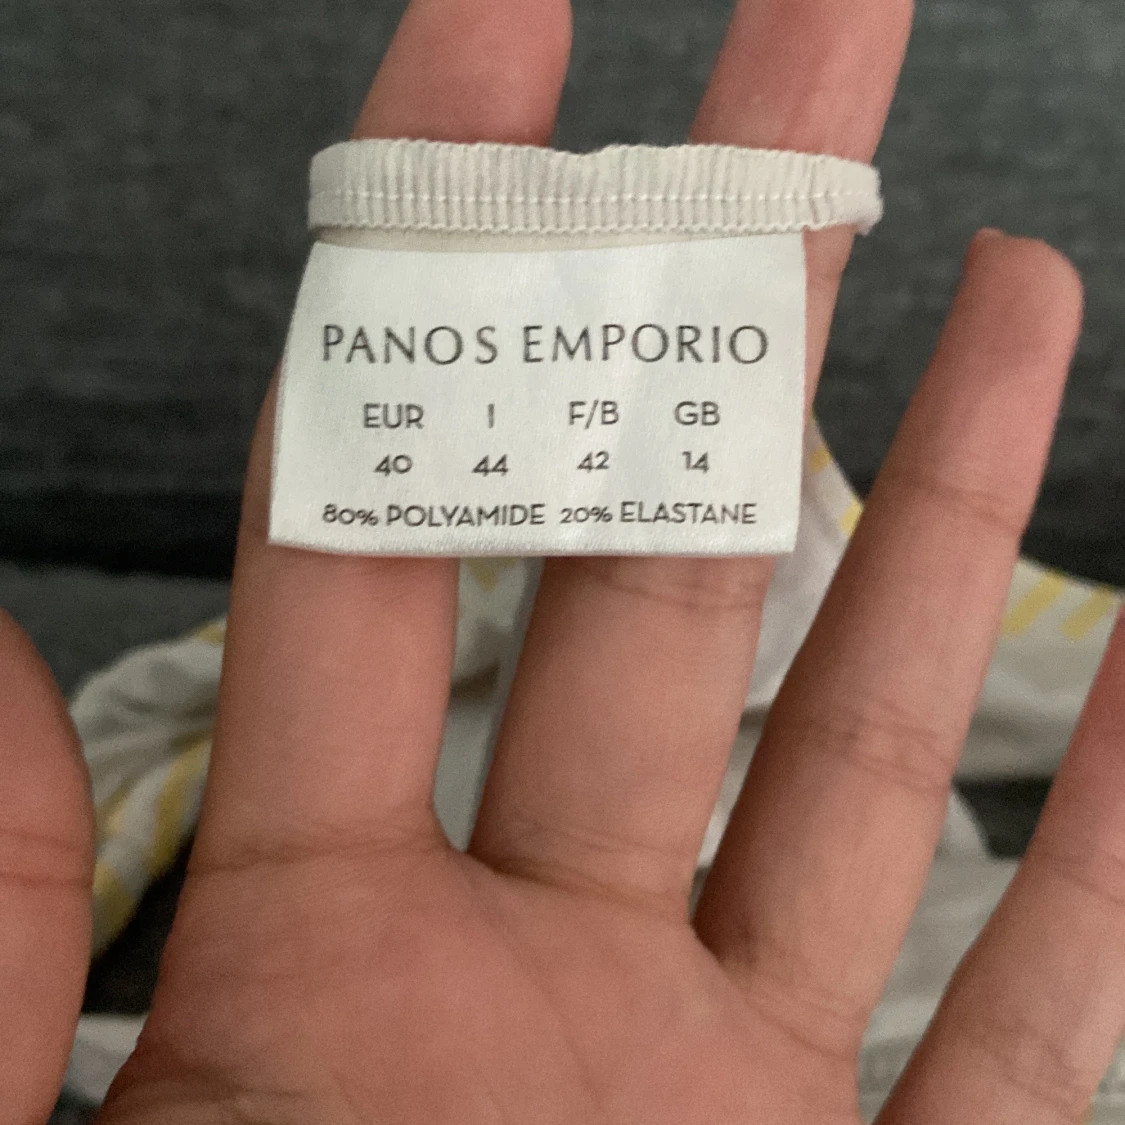 PANOS EMPORIO
EUR I F/B GB
40 44 42 14
80% POLYAMIDE 20% ELASTANE